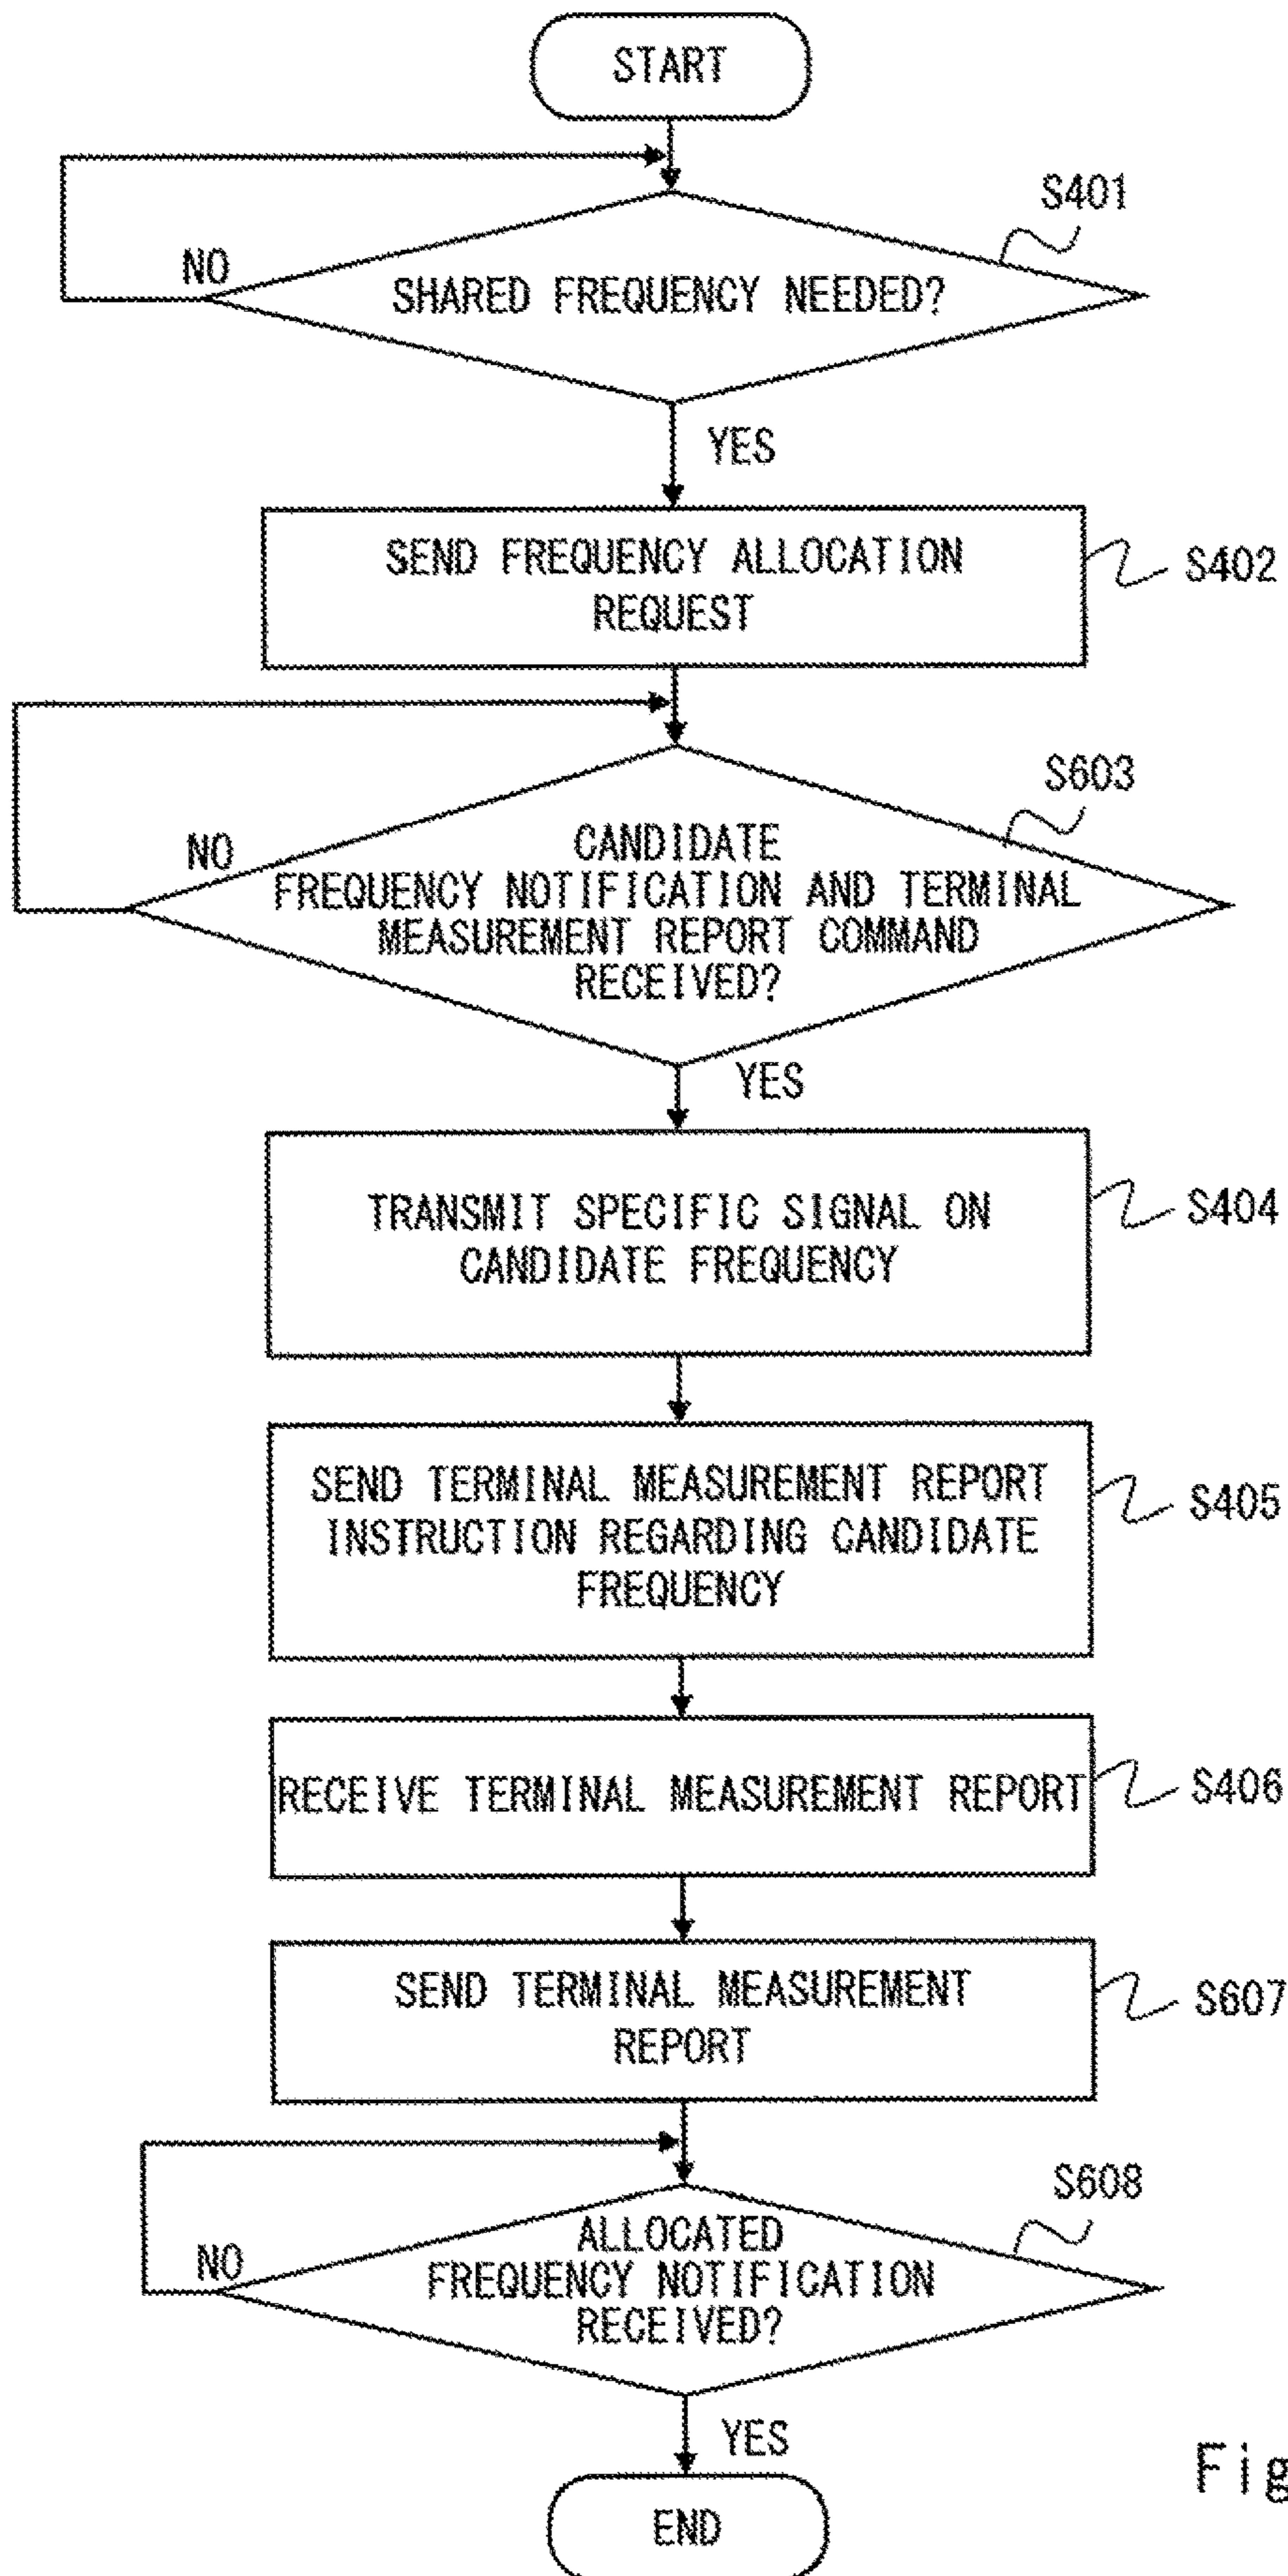 START
S401
NO
SHARED FREQUENCY NEEDED?
YES
SEND FREQUENCY ALLOCATION
REQUEST
S402
S603
NO
CANDIDATE
FREQUENCY NOTIFICATION AND TERMINAL
MEASUREMENT REPORT COMMAND
RECEIVED?
YES
TRANSMIT SPECIFIC SIGNAL ON
CANDIDATE FREQUENCY
S404
SEND TERMINAL MEASUREMENT REPORT
INSTRUCTION REGARDING CANDIDATE
FREQUENCY
S405
RECEIVE TERMINAL MEASUREMENT REPORT
S406
SEND TERMINAL MEASUREMENT
REPORT
S607
S608
NO
ALLOCATED
FREQUENCY NOTIFICATION
RECEIVED?
YES
END
Fig